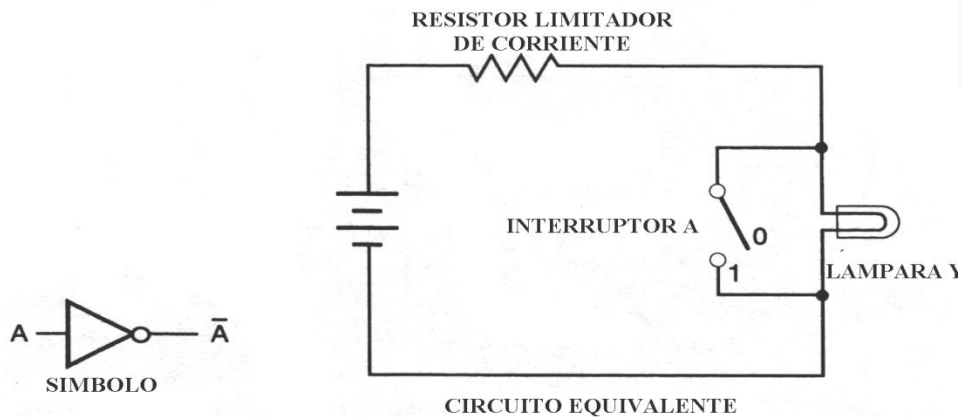 RESISTOR LIMITADOR
DE CORRIENTE
INTERRUPTOR A
0
1
LAMPARA Y
A
A̅
SIMBOLO
CIRCUITO EQUIVALENTE